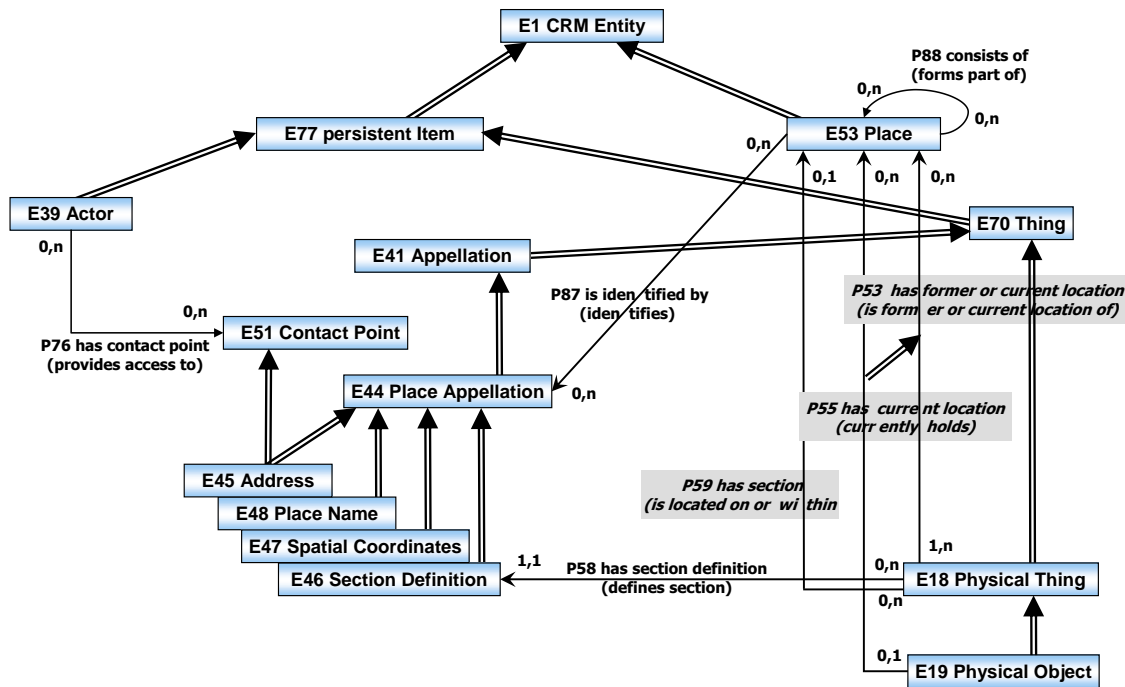 E1 CRM Entity
P88 consists of
(forms part of)
0,n
0,n
E77 persistent Item
E53 Place
0,n
0,1
0,n
0,n
E39 Actor
0,n
E70 Thing
E41 Appellation
P87 is iden tified by
(iden tifies)
P53 has former or current location
(is form er or current location of)
0,n
E51 Contact Point
P76 has contact point
(provides access to)
E44 Place Appellation
0,n
P55 has current location
(curr ently holds)
E45 Address
P59 has section
(is located on or wi thin
E48 Place Name
E47 Spatial Coordinates
1,n
1,1
P58 has section definition
(defines section)
0,n
E46 Section Definition
E18 Physical Thing
0,n
0,1
E19 Physical Object